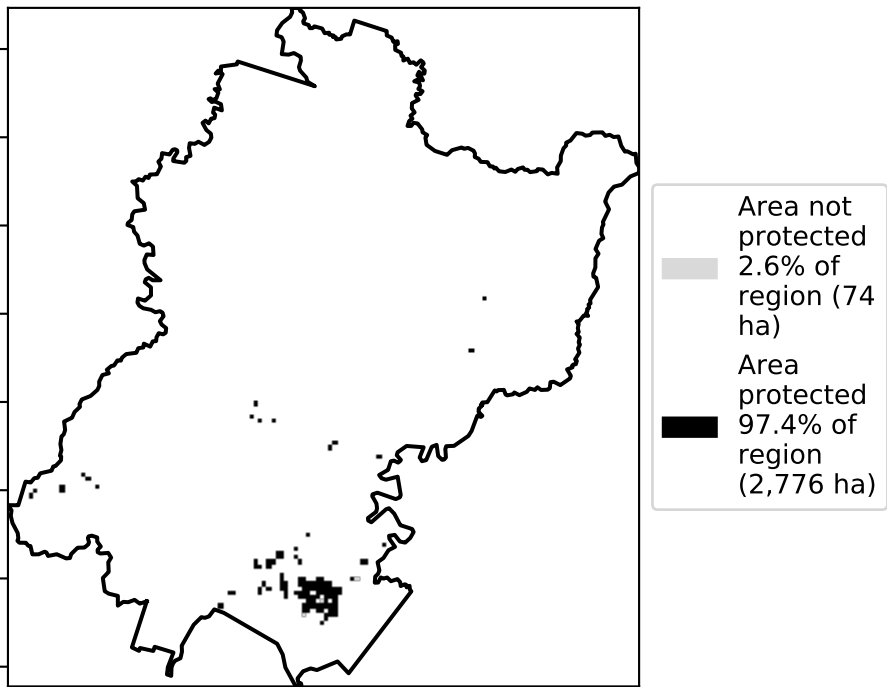 Area not
protected
2.6% of
region (74
ha)
Area
protected
97.4% of
region
(2,776 ha)